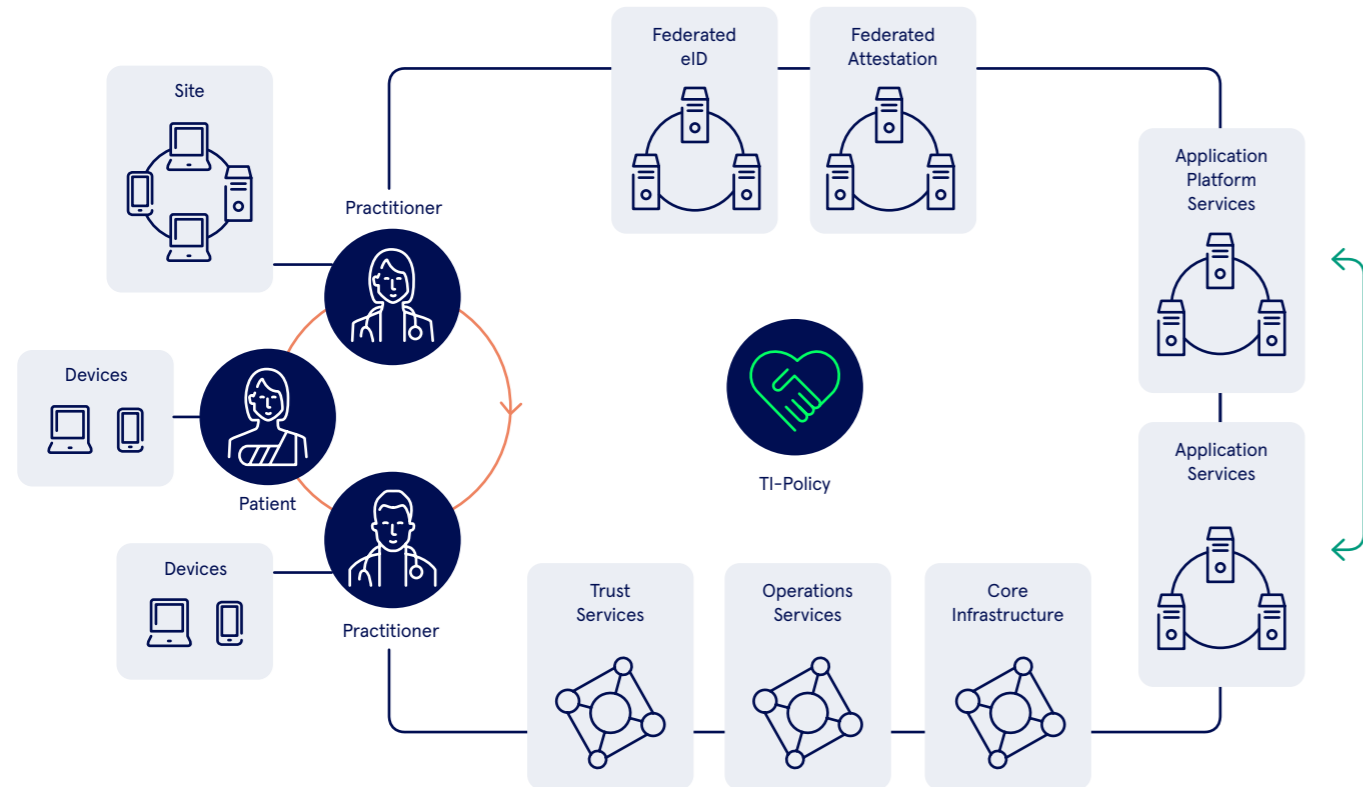 Federated
eID
Federated
Attestation
Site
Application
Platform
Services
Practitioner
Devices
Application
Services
TI-Policy
Patient
Devices
Practitioner
Trust
Services
Operations
Services
Core
Infrastructure